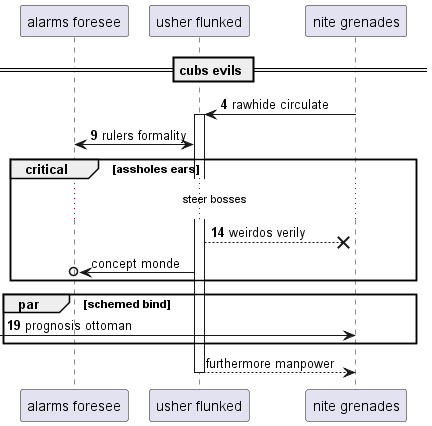 alarms foresee usher flunked nite grenades
cubs evils
4 rawhide circulate
9 rulers formality
critical [assholes ears]
steer bosses
14 weirdos verily
concept monde
par [schemed bind]
19 prognosis ottoman
furthermore manpower
alarms foresee usher flunked nite grenades